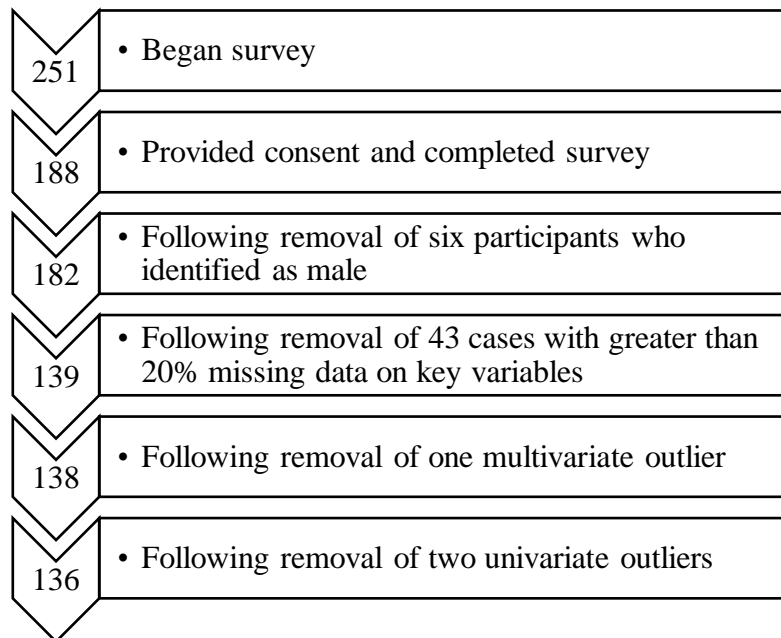 251
• Began survey
188
• Provided consent and completed survey
182
• Following removal of six participants who
identified as male
139
• Following removal of 43 cases with greater than
20% missing data on key variables
138
• Following removal of one multivariate outlier
136
• Following removal of two univariate outliers